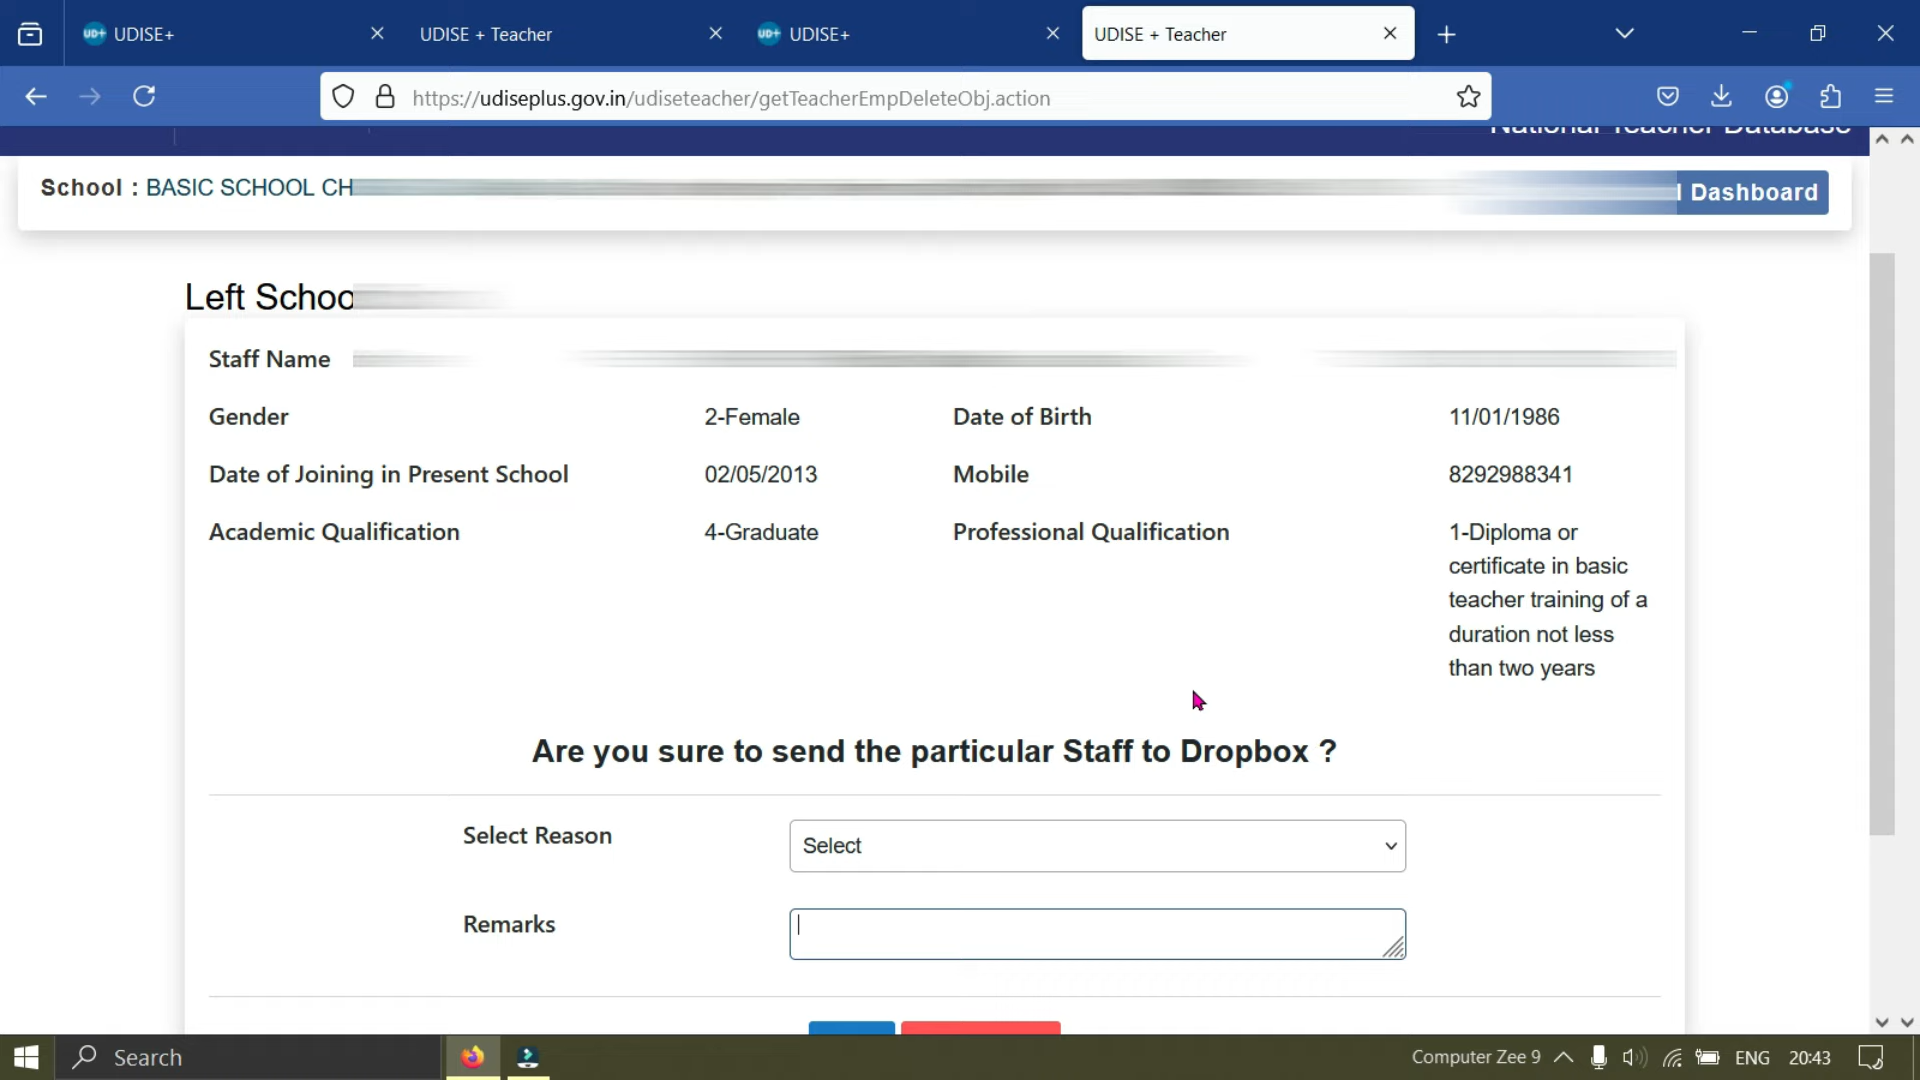 UDISE+
UDISE + Teacher
UDISE+
UDISE + Teacher
https://udiseplus.gov.in/udiseteacher/getTeacherEmpDeleteObj.action
National Teacher Database
School : BASIC SCHOOL CH
Dashboard
Left Schoo
Staff Name
Gender 2-Female Date of Birth 11/01/1986
Date of Joining in Present School 02/05/2013 Mobile 8292988341
Academic Qualification 4-Graduate Professional Qualification 1-Diploma or
certificate in basic
teacher training of a
duration not less
than two years
Are you sure to send the particular Staff to Dropbox ?
Select Reason Select
Remarks
Search
Computer Zee 9
ENG
20:43